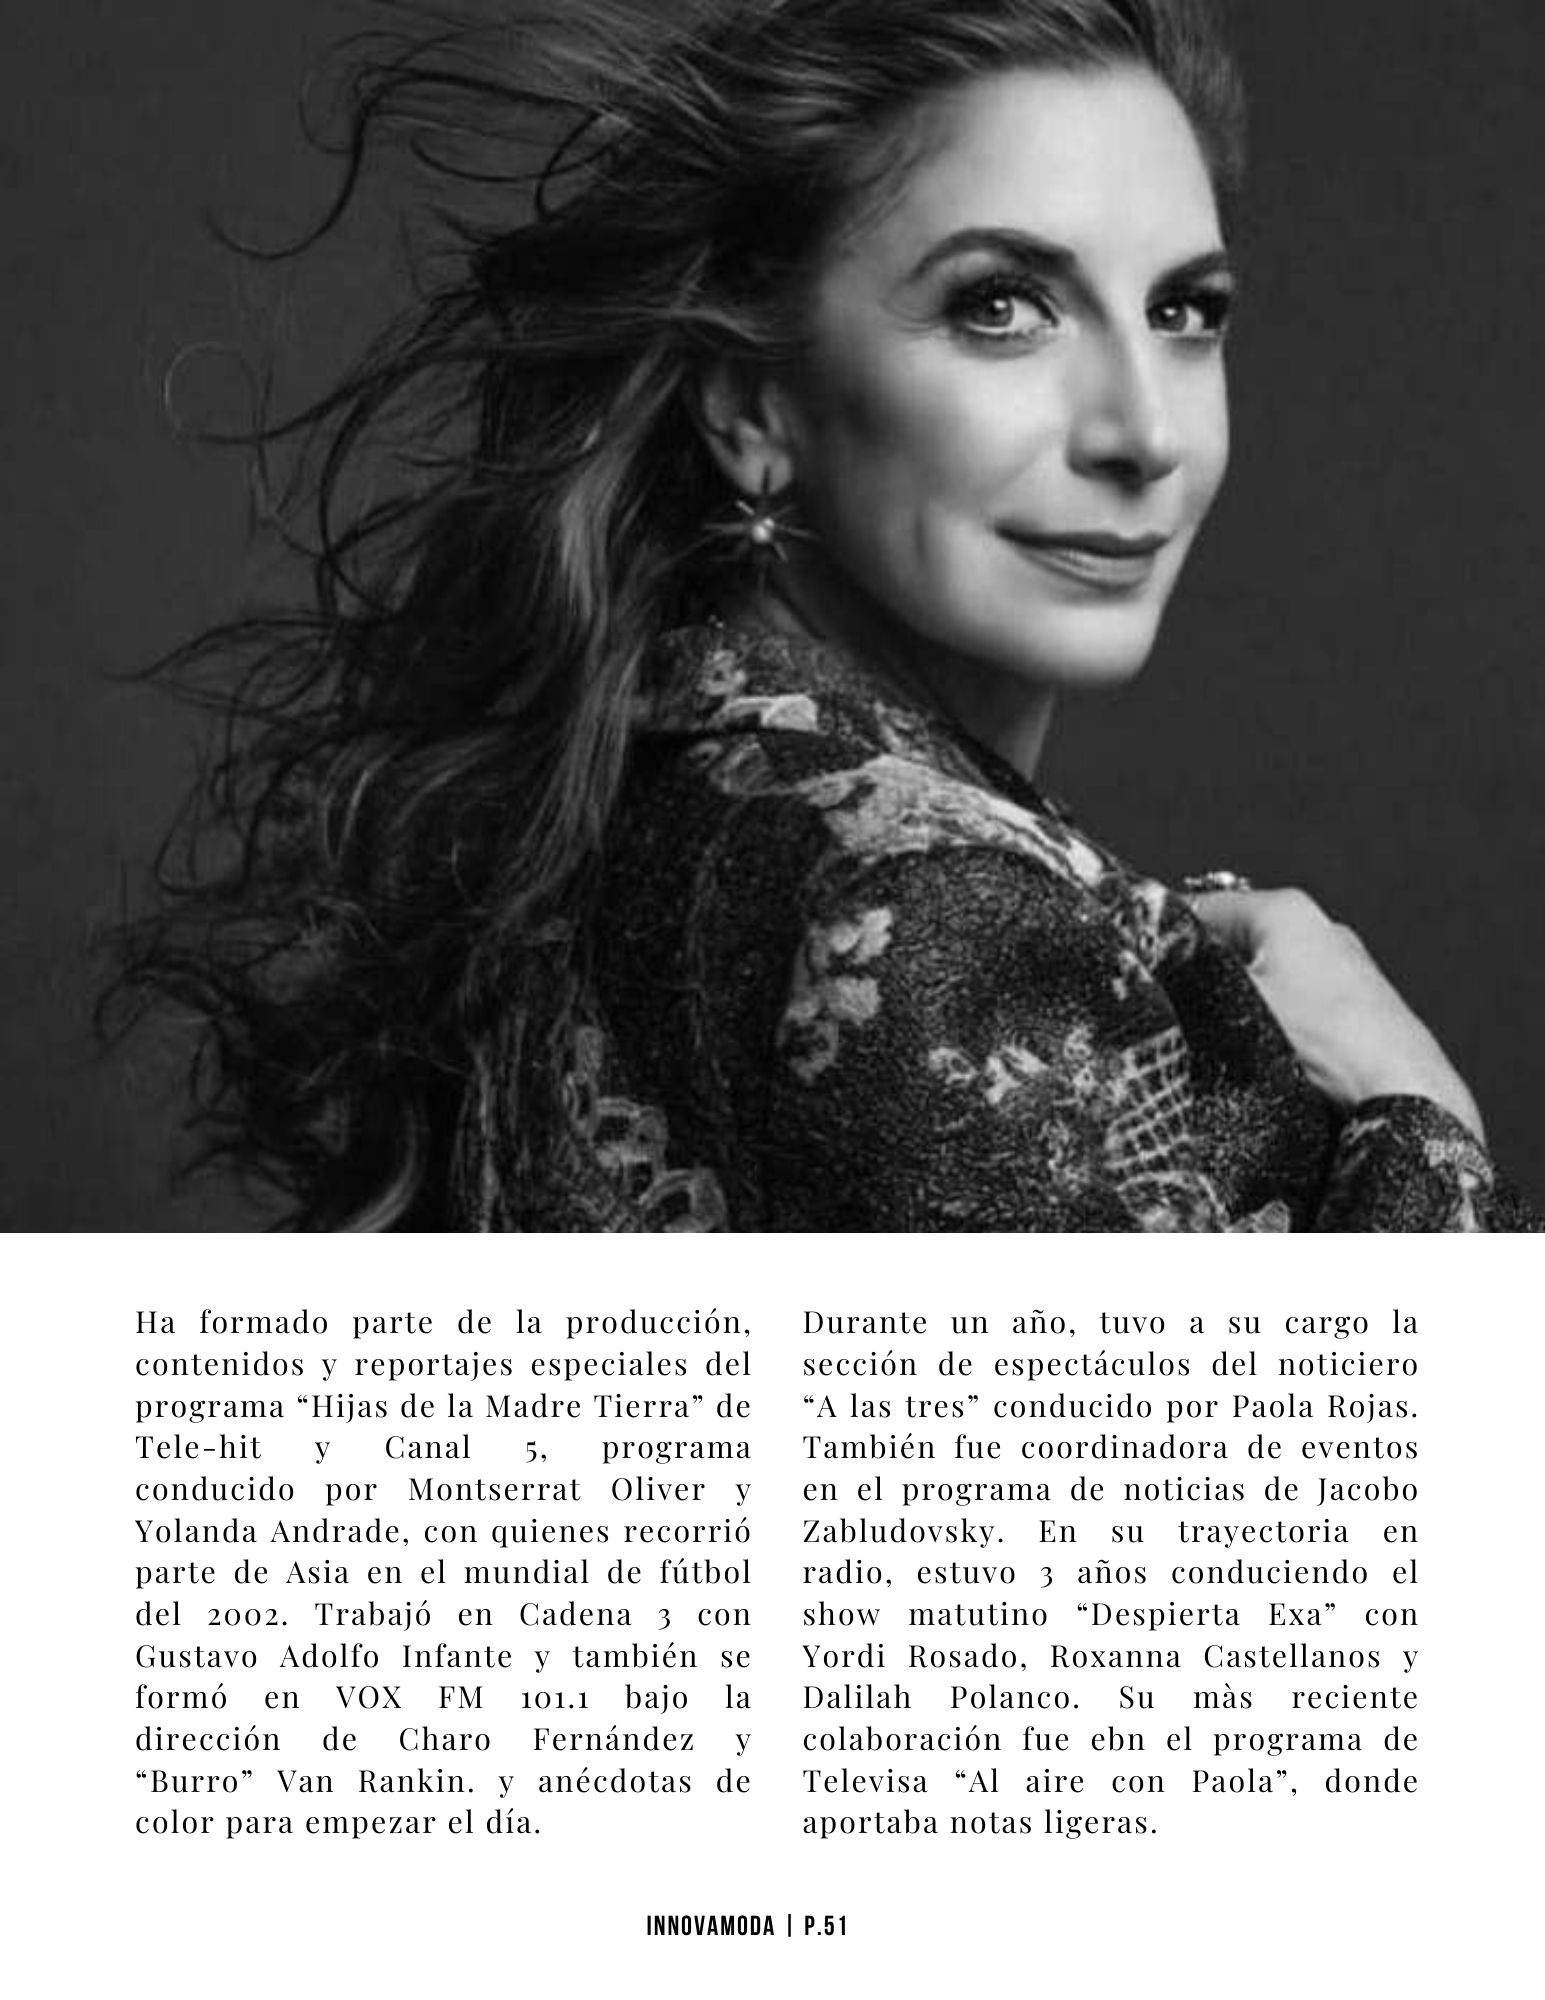 Ha formado parte de la producción,
contenidos y reportajes especiales del
programa “Hijas de la Madre Tierra” de
Tele-hit y Canal 5, programa
conducido por Montserrat Oliver y
Yolanda Andrade, con quienes recorrió
parte de Asia en el mundial de fútbol
del 2002. Trabajó en Cadena 3 con
Gustavo Adolfo Infante y también se
formó en VOX FM 101.1 bajo la
dirección de Charo Fernández y
“Burro” Van Rankin. y anécdotas de
color para empezar el día.
Durante un año, tuvo a su cargo la
sección de espectáculos del noticiero
“A las tres” conducido por Paola Rojas.
También fue coordinadora de eventos
en el programa de noticias de Jacobo
Zabludovsky. En su trayectoria en
radio, estuvo 3 años conduciendo el
show matutino “Despierta Exa” con
Yordi Rosado, Roxanna Castellanos y
Dalilah Polanco. Su màs reciente
colaboración fue ebn el programa de
Televisa “Al aire con Paola”, donde
aportaba notas ligeras.
INNOVAMODA | P.51